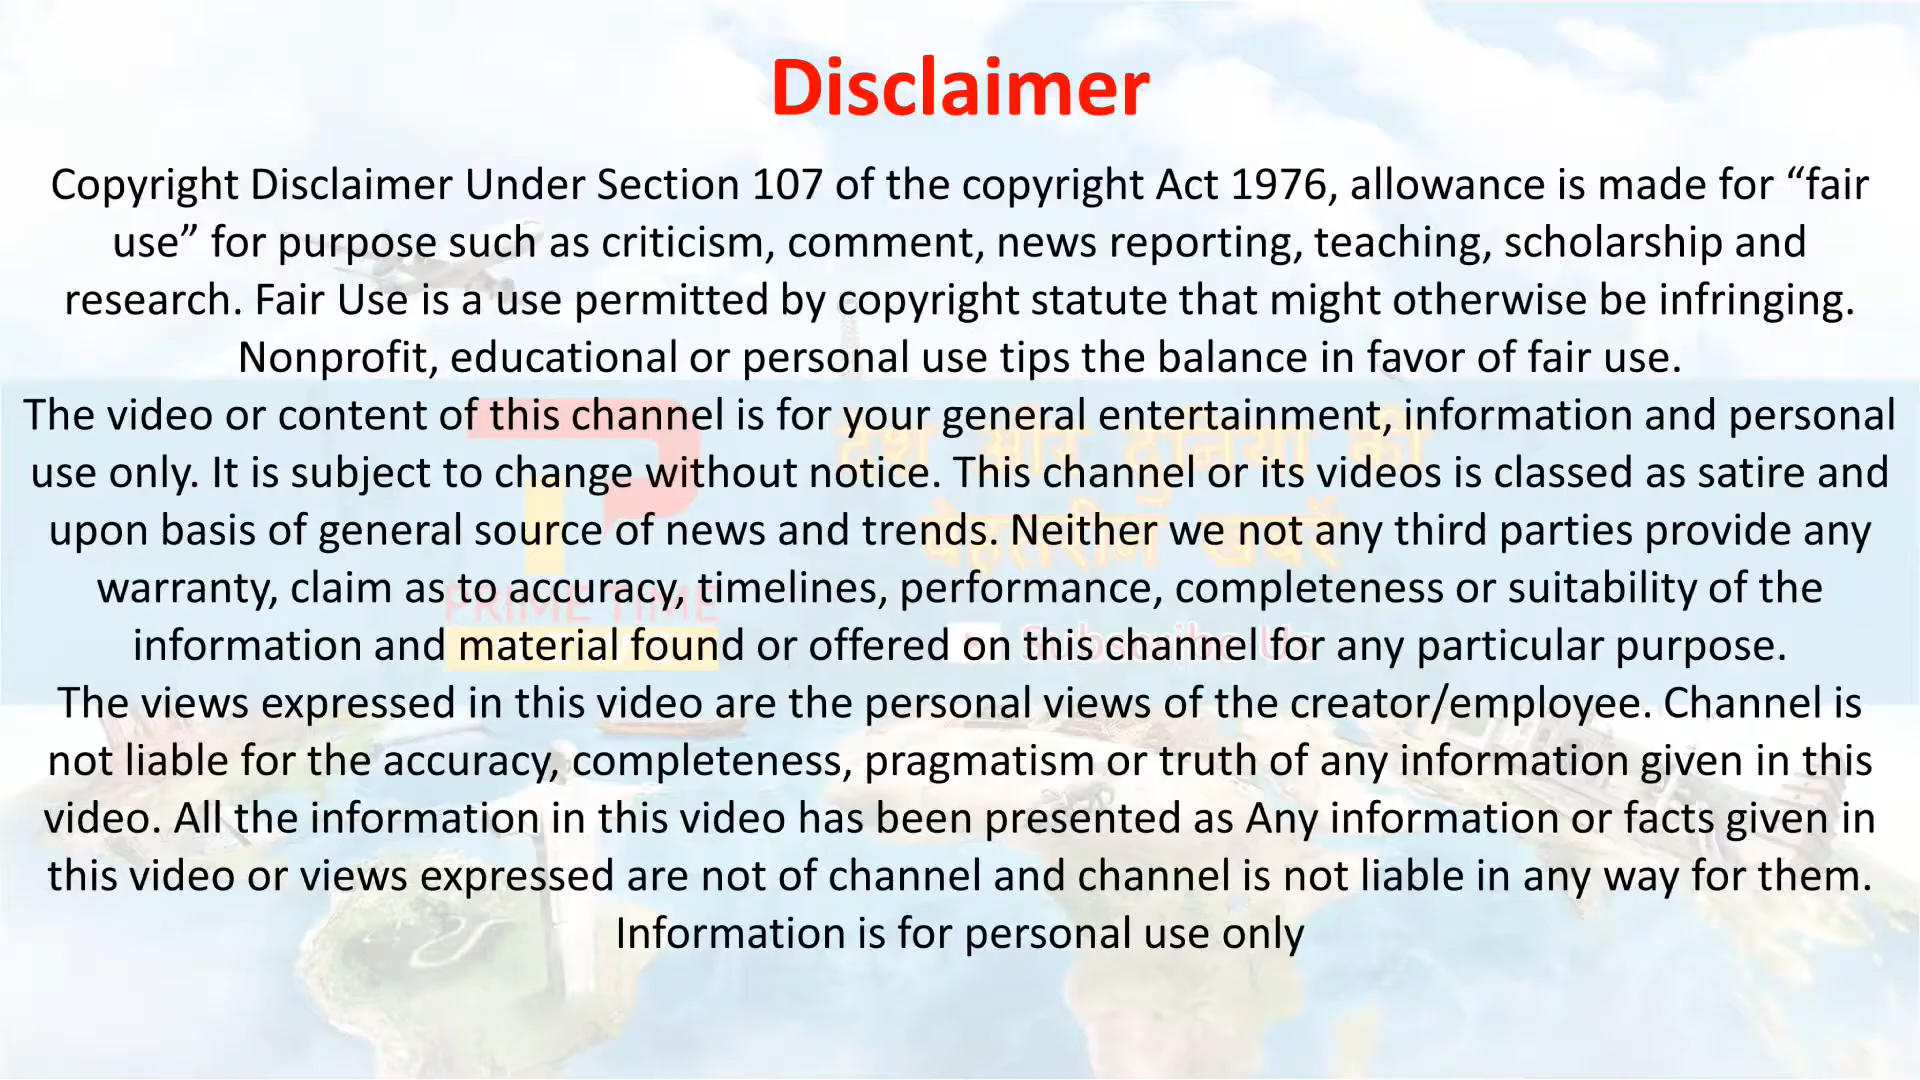 Disclaimer
Copyright Disclaimer Under Section 107 of the copyright Act 1976, allowance is made for “fair
use” for purpose such as criticism, comment, news reporting, teaching, scholarship and
research. Fair Use is a use permitted by copyright statute that might otherwise be infringing.
Nonprofit, educational or personal use tips the balance in favor of fair use.
The video or content of this channel is for your general entertainment, information and personal
use only. It is subject to change without notice. This channel or its videos is classed as satire and
upon basis of general source of news and trends. Neither we not any third parties provide any
warranty, claim as to accuracy, timelines, performance, completeness or suitability of the
information and material found or offered on this channel for any particular purpose.
The views expressed in this video are the personal views of the creator/employee. Channel is
not liable for the accuracy, completeness, pragmatism or truth of any information given in this
video. All the information in this video has been presented as Any information or facts given in
this video or views expressed are not of channel and channel is not liable in any way for them.
Information is for personal use only
देश और दुनिया की
बेहतरीन खबरें
PRIME TIME
Subscribe Us